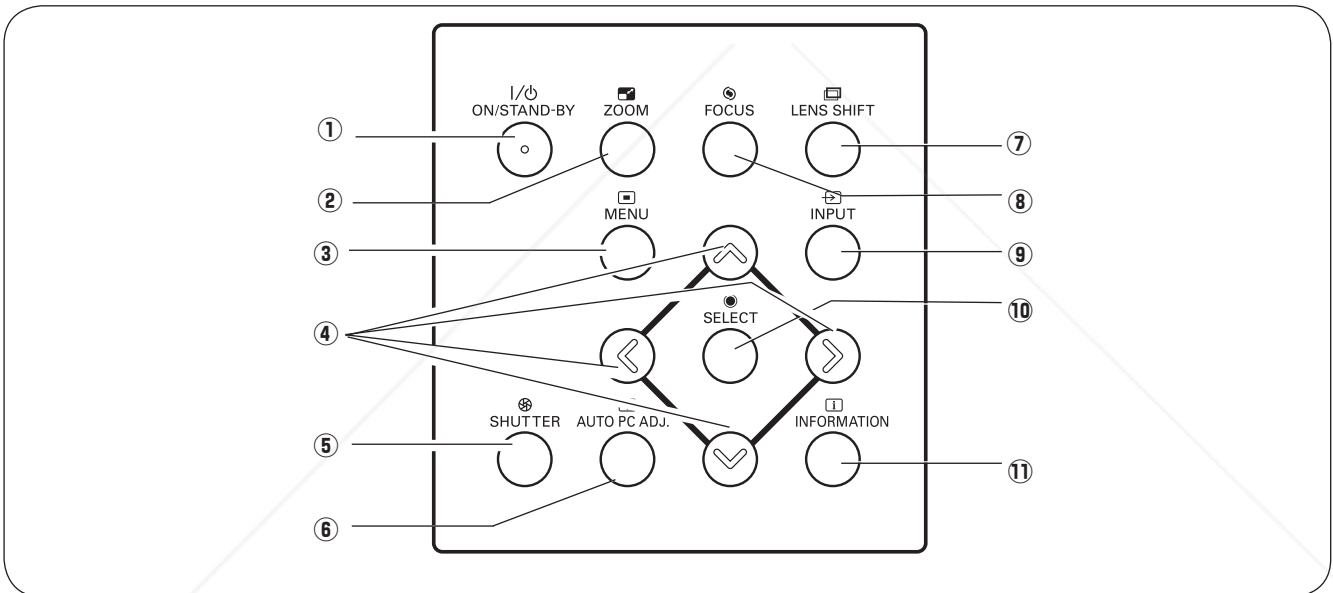 I/⏻
ON/STAND-BY ZOOM FOCUS LENS SHIFT
① ⑦
② ⑧
MENU INPUT
③ ⑨
SELECT ⑩
④
i
SHUTTER AUTO PC ADJ. INFORMATION
⑤ ⑪
⑥